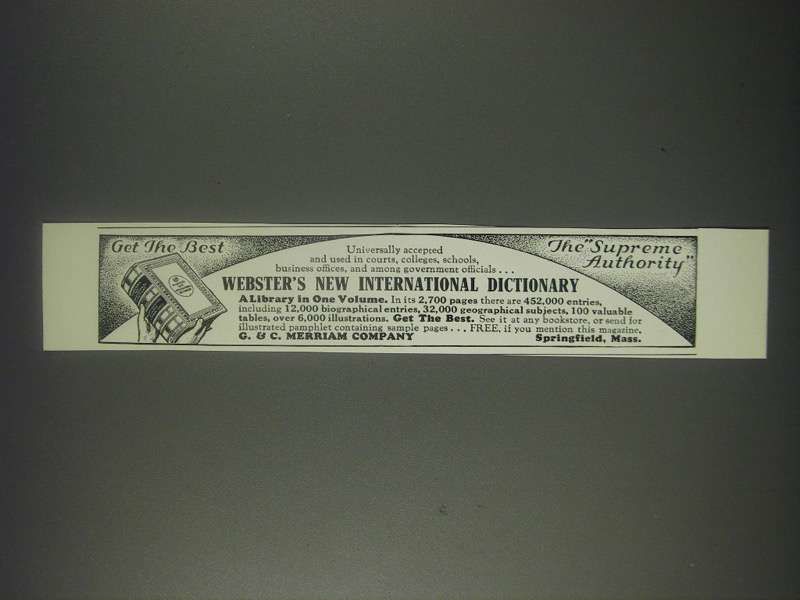 Get The Best
The "Supreme Authority"
Universally accepted
and used in courts, colleges, schools,
business offices, and among government officials...
WEBSTER'S NEW INTERNATIONAL DICTIONARY
A Library in One Volume. In its 2,700 pages there are 452,000 entries,
including 12,000 biographical entries, 32,000 geographical subjects, 100 valuable
tables, over 6,000 illustrations. Get The Best. See it at any bookstore, or send for
illustrated pamphlet containing sample pages... FREE, if you mention this magazine.
G. & C. MERRIAM COMPANY Springfield, Mass.